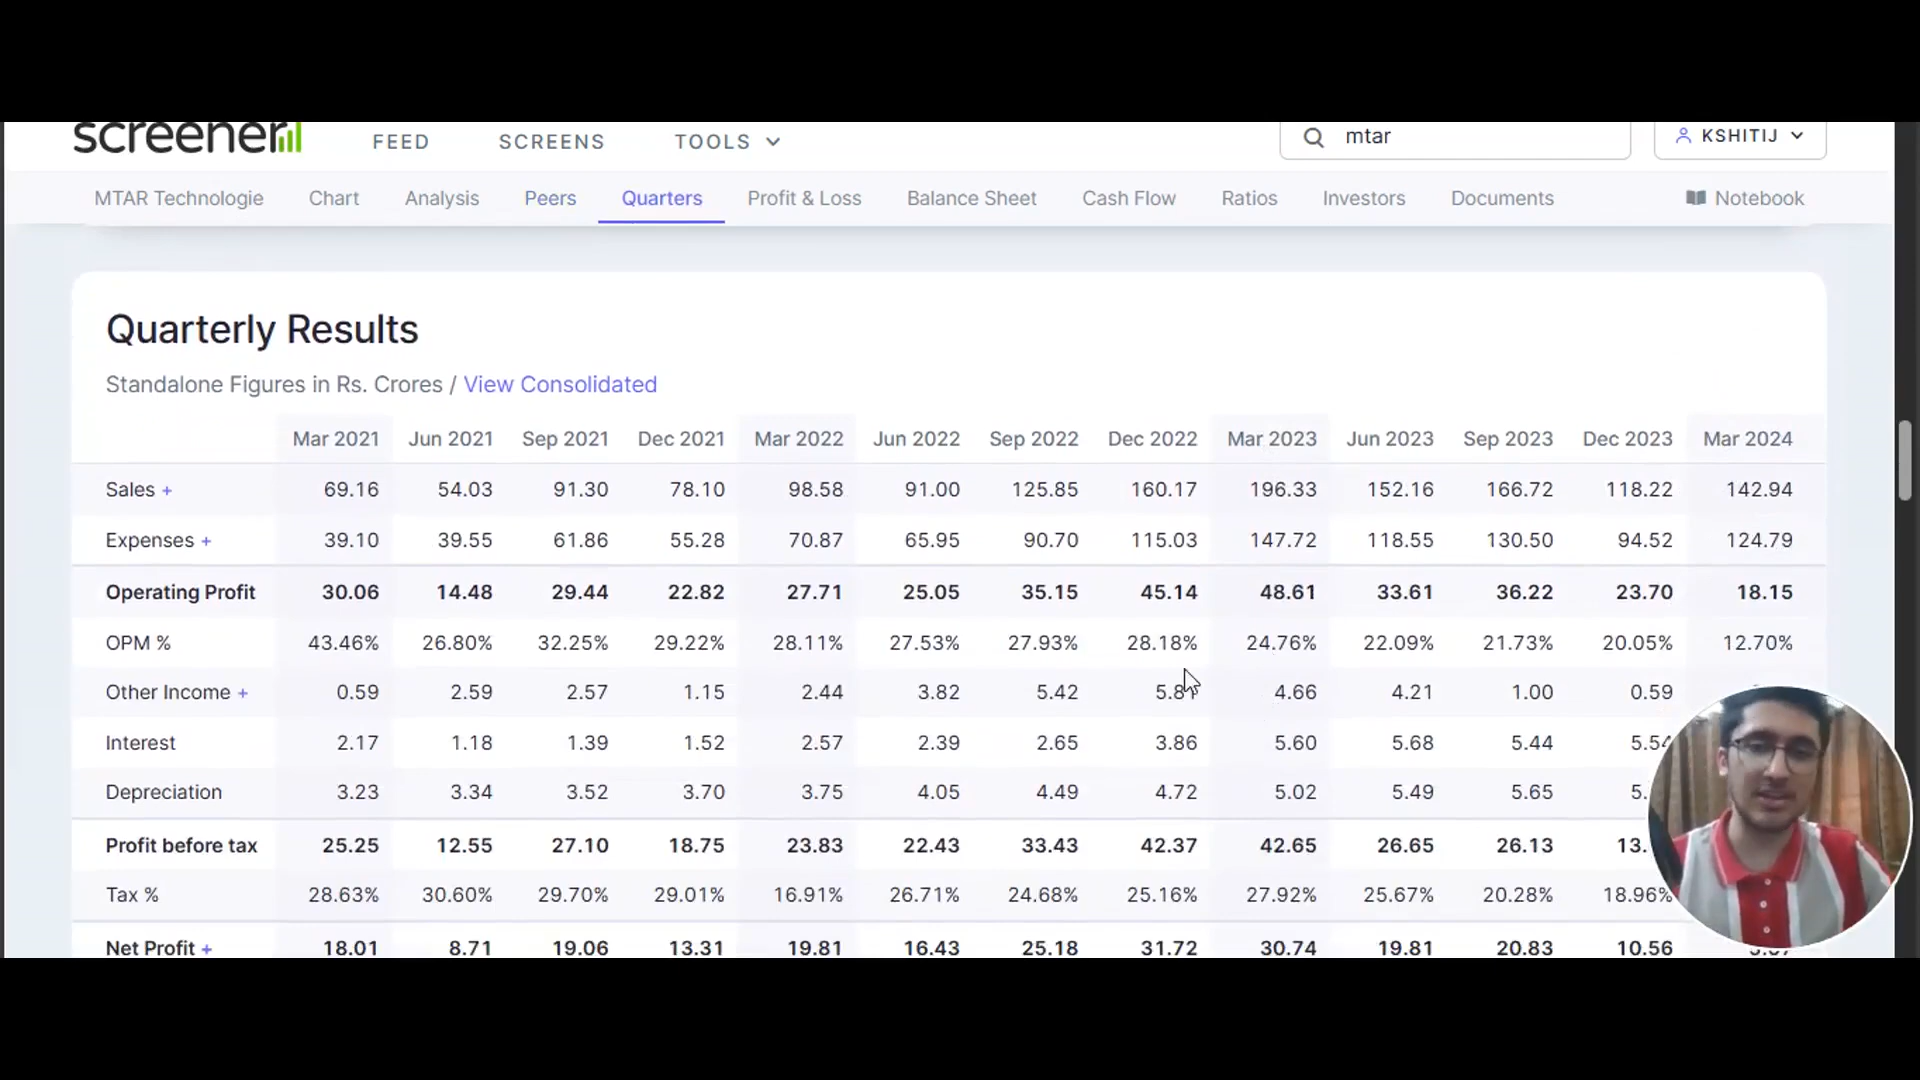 screener
FEED SCREENS TOOLS mtar KSHITIJ
MTAR Technologie Chart Analysis Peers Quarters Profit & Loss Balance Sheet Cash Flow Ratios Investors Documents Notebook
Quarterly Results
Standalone Figures in Rs. Crores / View Consolidated
Mar 2021 Jun 2021 Sep 2021 Dec 2021 Mar 2022 Jun 2022 Sep 2022 Dec 2022 Mar 2023 Jun 2023 Sep 2023 Dec 2023 Mar 2024
Sales + 69.16 54.03 91.30 78.10 98.58 91.00 125.85 160.17 196.33 152.16 166.72 118.22 142.94
Expenses + 39.10 39.55 61.86 55.28 70.87 65.95 90.70 115.03 147.72 118.55 130.50 94.52 124.79
Operating Profit 30.06 14.48 29.44 22.82 27.71 25.05 35.15 45.14 48.61 33.61 36.22 23.70 18.15
OPM % 43.46% 26.80% 32.25% 29.22% 28.11% 27.53% 27.93% 28.18% 24.76% 22.09% 21.73% 20.05% 12.70%
Other Income + 0.59 2.59 2.57 1.15 2.44 3.82 5.42 4.66 4.21 1.00 0.59
Interest 2.17 1.18 1.39 1.52 2.57 2.39 2.65 3.86 5.60 5.68 5.44 5.54
Depreciation 3.23 3.34 3.52 3.70 3.75 4.05 4.49 4.72 5.02 5.49 5.65
Profit before tax 25.25 12.55 27.10 18.75 23.83 22.43 33.43 42.37 42.65 26.65 26.13
Tax % 28.63% 30.60% 29.70% 29.01% 16.91% 26.71% 24.68% 25.16% 27.92% 25.67% 20.28% 18.96%
Net Profit + 18.01 8.71 19.06 13.31 19.81 16.43 25.18 31.72 30.74 19.81 20.83 10.56